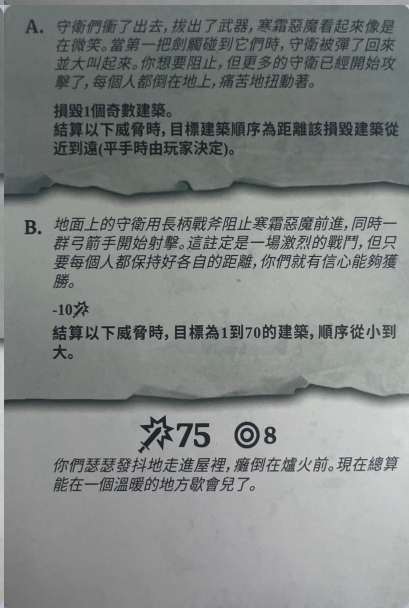 A. 守衛們衝了出去，拔出了武器，寒霜惡魔看起來像是
在微笑。當第一把劍觸碰到它們時，守衛被彈了回來
並大叫起來。你想要阻止，但更多的守衛已經開始攻
擊了，每個人都倒在地上，痛苦地扭動著。
損毀1個奇數建築。
結算以下威脅時，目標建築順序為距離該損毀建築從
近到遠(平手時由玩家決定)。
B. 地面上的守衛用長柄戰斧阻止寒霜惡魔前進，同時一
群弓箭手開始射擊。這註定是一場激烈的戰鬥，但只
要每個人都保持好各自的距離，你們就有信心能夠獲
勝。
-10
結算以下威脅時，目標為1到70的建築，順序從小到
大。
75 8
你們瑟瑟發抖地走進屋裡，癱倒在爐火前。現在總算
能在一個溫暖的地方歇會兒了。